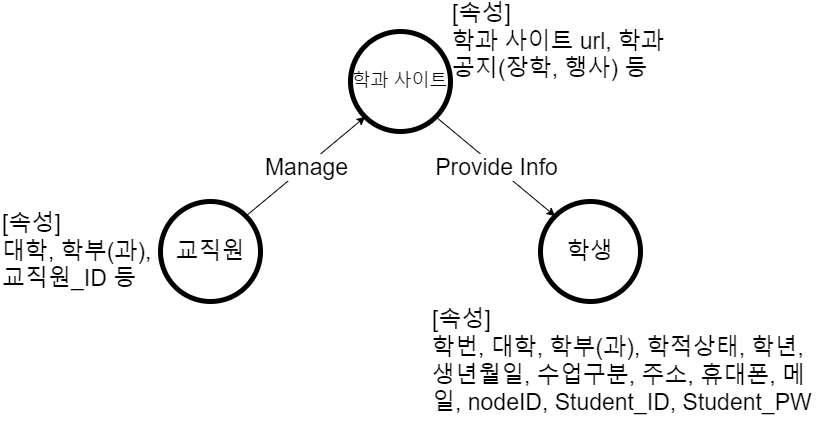 [속성]
학과 사이트 url, 학과
공지(장학, 행사) 등
학과 사이트
Manage
Provide Info
[속성]
대학, 학부(과),
교직원_ID 등
교직원
학생
[속성]
학번, 대학, 학부(과), 학적상태, 학년,
생년월일, 수업구분, 주소, 휴대폰, 메
일, nodeID, Student_ID, Student_PW